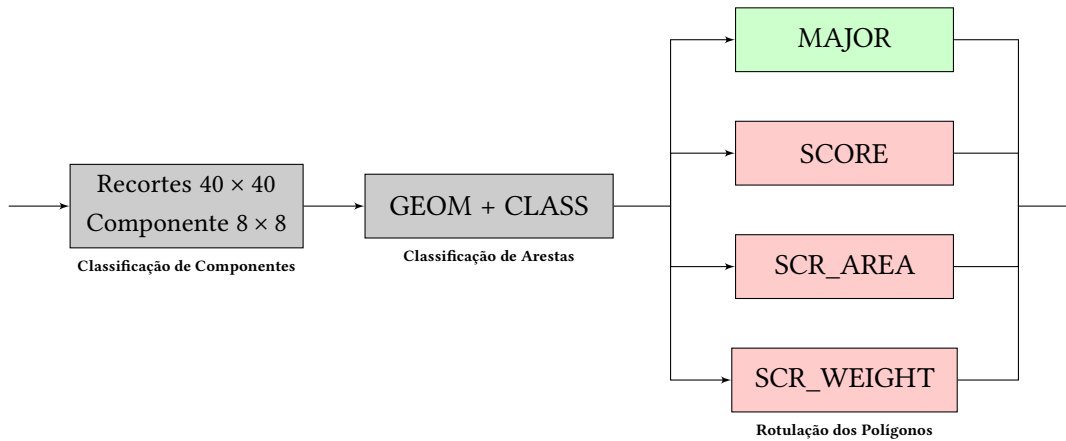 MAJOR
SCORE
Recortes 40 × 40
Componente 8 × 8
Classificação de Componentes
GEOM + CLASS
Classificação de Arestas
SCR_AREA
SCR_WEIGHT
Rotulação dos Polígonos